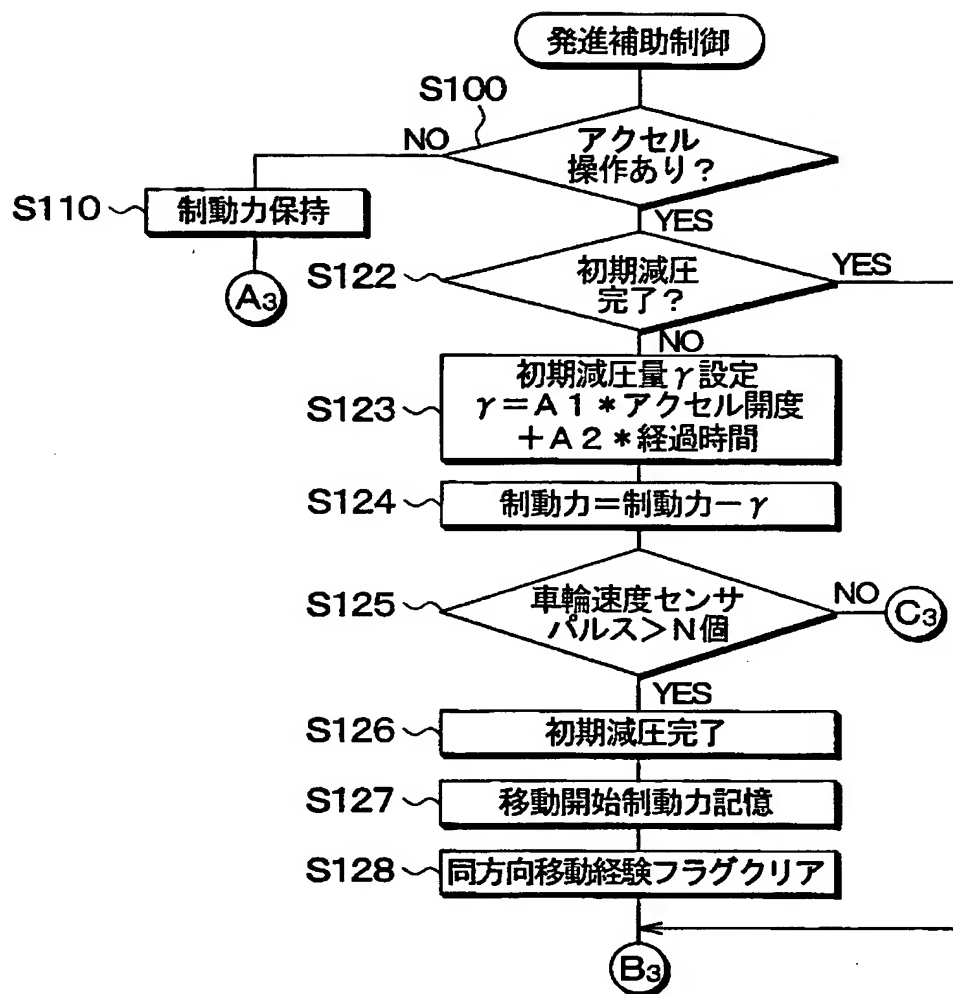 発進補助制御
S100
NO
アクセル
操作あり？
S110
制動力保持
YES
A3
S122
初期減圧
完了？
YES
NO
S123
初期減圧量γ設定
γ＝A1＊アクセル開度
＋A2＊経過時間
S124
制動力＝制動力－γ
S125
車輪速度センサ
パルス＞N個
NO
C3
YES
S126
初期減圧完了
S127
移動開始制動力記憶
S128
同方向移動経験フラグクリア
B3